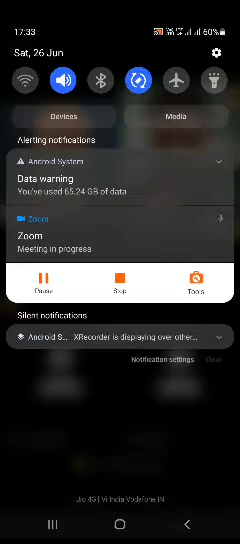 17:33
60%
Sat, 26 Jun
Devices
Media
Alerting notifications
Android System
Data warning
You've used 65.24 GB of data
Zoom
Zoom
Meeting in progress
Pause
Stop
Tools
Silent notifications
Android S... XRecorder is displaying over other...
Notification settings
Clear
Jio 4G | Vi India Vodafone IN